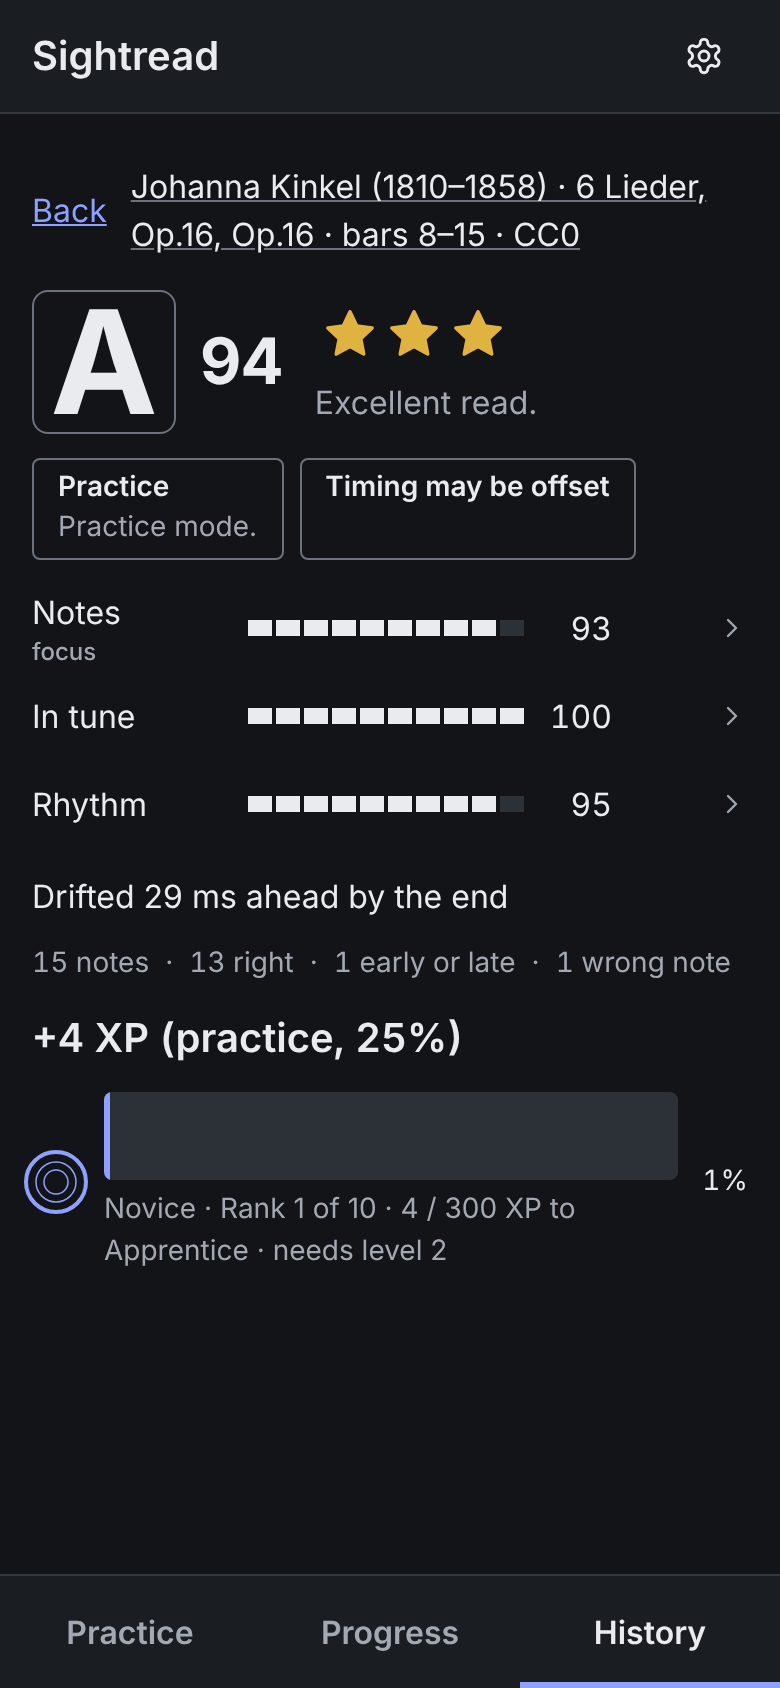 Sightread
Back
Johanna Kinkel (1810–1858) · 6 Lieder,
Op.16, Op.16 · bars 8–15 · CC0
A
94
Excellent read.
Practice
Practice mode.
Timing may be offset
Notes
focus
93
In tune
100
Rhythm
95
Drifted 29 ms ahead by the end
15 notes · 13 right · 1 early or late · 1 wrong note
+4 XP (practice, 25%)
Novice · Rank 1 of 10 · 4 / 300 XP to
Apprentice · needs level 2
1%
Practice
Progress
History